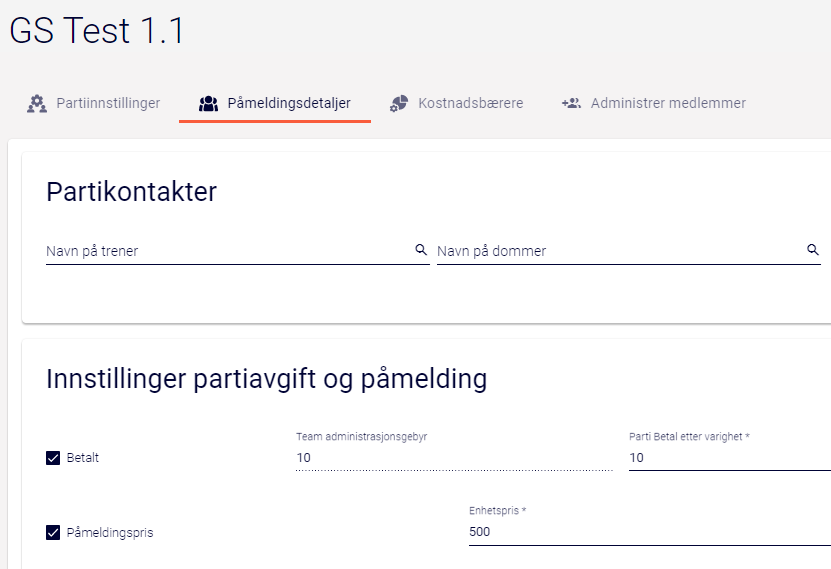 GS Test 1.1
Partiinnstillinger Påmeldingsdetaljer Kostnadsbærere Administrer medlemmer
Partikontakter
Navn på trener Navn på dommer
Innstillinger partiavgift og påmelding
Team administrasjonsgebyr Parti Betal etter varighet *
Betalt 10 10
Enhetspris *
Påmeldingspris 500